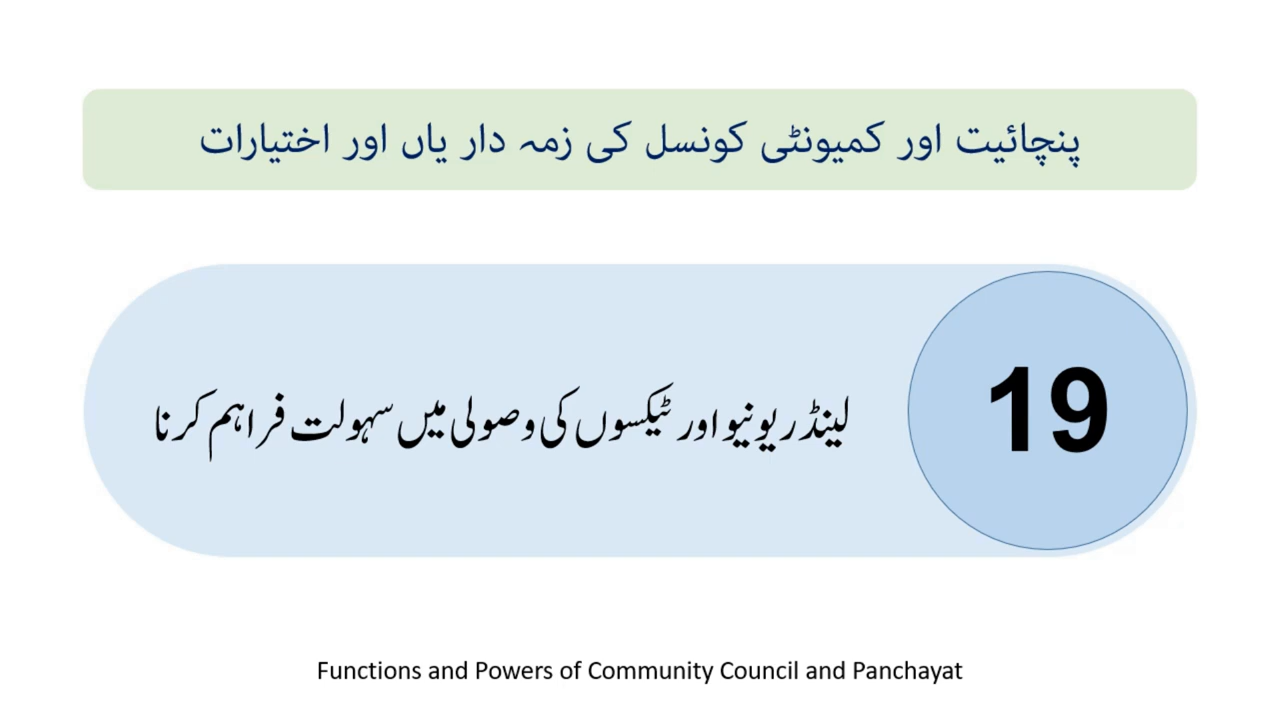 پنچائیت اور کمیونٹی کونسل کی زمہ دار یاں اور اختیارات
19
لینڈ ریونیو اور ٹیکسوں کی وصولی میں سہولت فراہم کرنا
Functions and Powers of Community Council and Panchayat